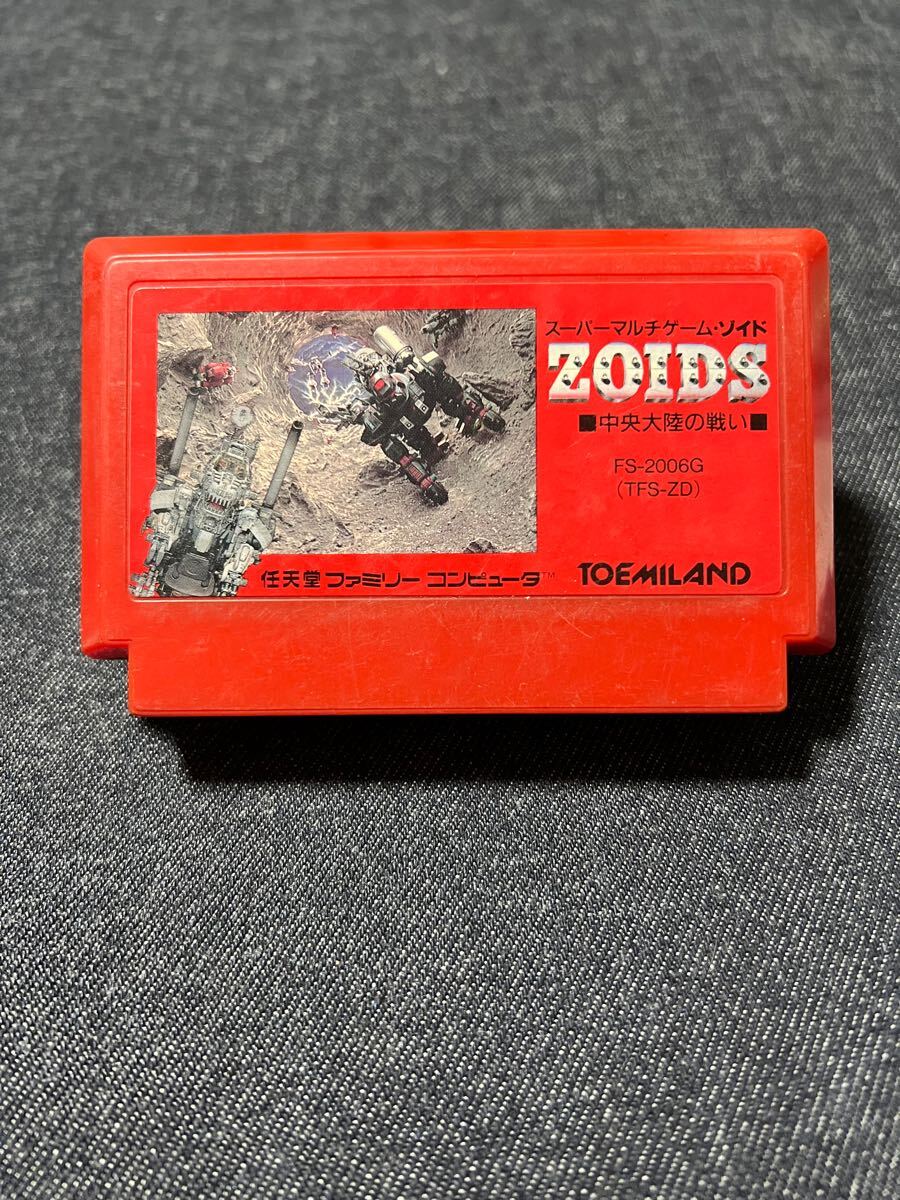 スーパーマルチゲーム・ゾイド
ZOIDS
■中央大陸の戦い■
FS-2006G
(TFS-ZD)
任天堂 ファミリー コンピュータ™
TOEMILAND